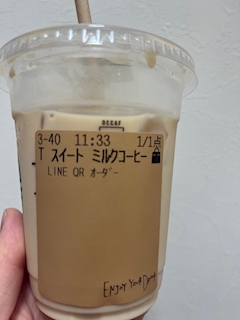 DECAF
3-40 11:33 1/1点
T スイート ミルクコーヒー
LINE QR オーダー
ENJOY YOUR Drink